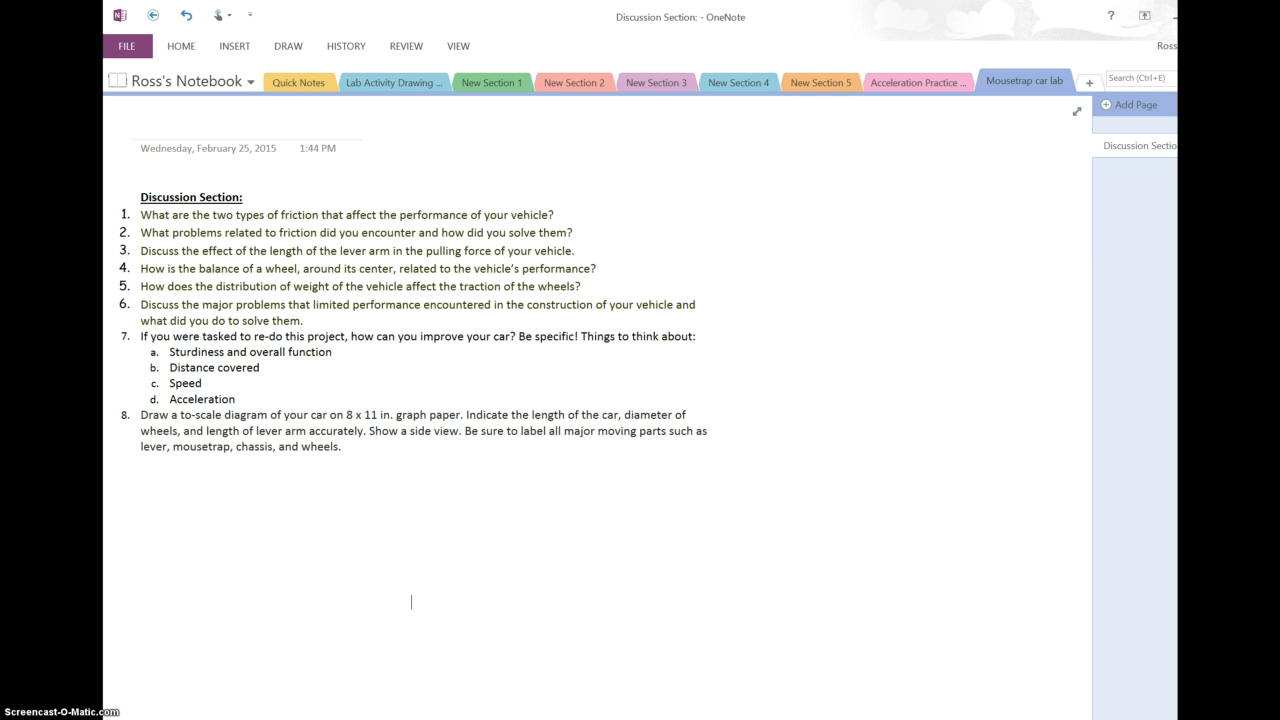 Discussion Section: - OneNote
?
FILE HOME INSERT DRAW HISTORY REVIEW VIEW
Ross
Ross's Notebook
Quick Notes
Lab Activity Drawing ...
New Section 1
New Section 2
New Section 3
New Section 4
New Section 5
Acceleration Practice ...
Mousetrap car lab
+
Search (Ctrl+E)
Add Page
Discussion Sectio
Wednesday, February 25, 2015 1:44 PM
Discussion Section:
1. What are the two types of friction that affect the performance of your vehicle?
2. What problems related to friction did you encounter and how did you solve them?
3. Discuss the effect of the length of the lever arm in the pulling force of your vehicle.
4. How is the balance of a wheel, around its center, related to the vehicle's performance?
5. How does the distribution of weight of the vehicle affect the traction of the wheels?
6. Discuss the major problems that limited performance encountered in the construction of your vehicle and
what did you do to solve them.
7. If you were tasked to re-do this project, how can you improve your car? Be specific! Things to think about:
a. Sturdiness and overall function
b. Distance covered
c. Speed
d. Acceleration
8. Draw a to-scale diagram of your car on 8 x 11 in. graph paper. Indicate the length of the car, diameter of
wheels, and length of lever arm accurately. Show a side view. Be sure to label all major moving parts such as
lever, mousetrap, chassis, and wheels.
Screencast-O-Matic.com